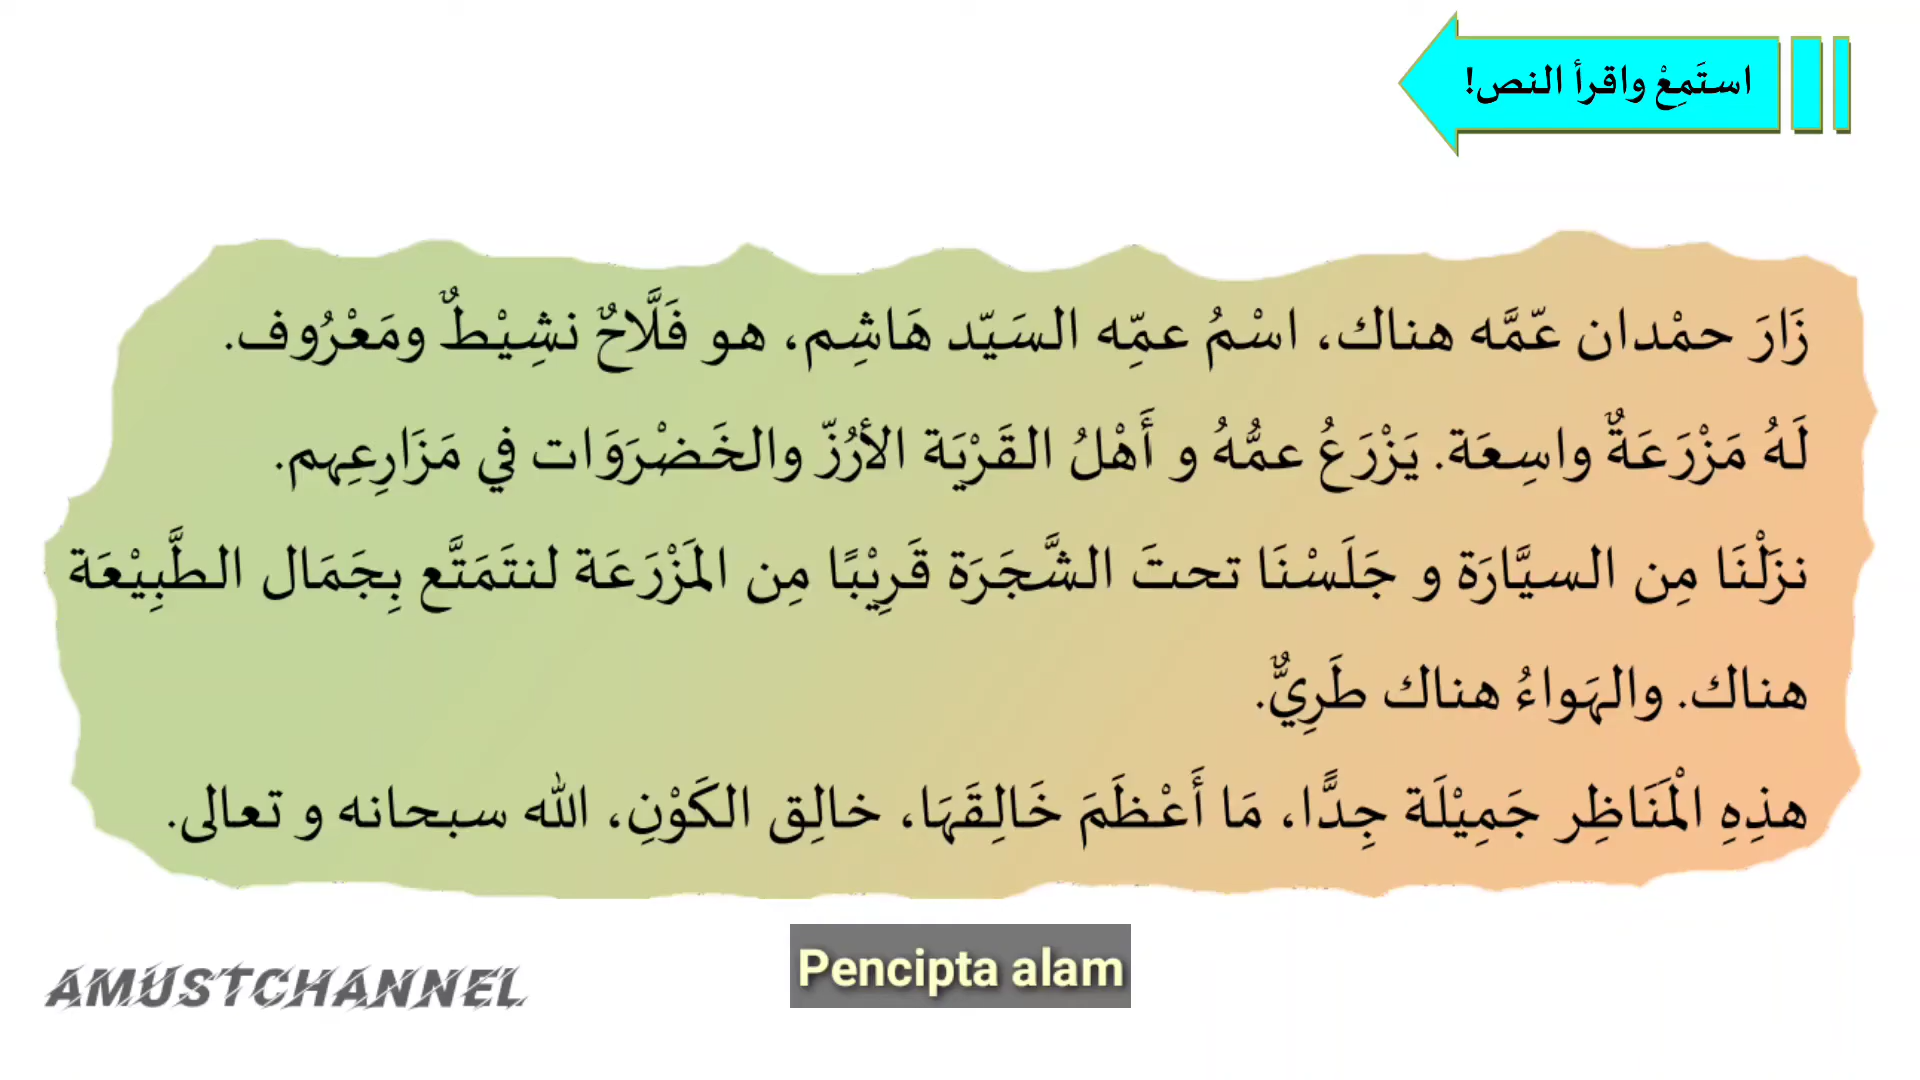 استَمِعْ واقرأ النص!
زَارَ حمْدان عّمَّه هناك، اسْمُ عمِّه السَيّد هَاشِم، هو فَلَّاحٌ نشِيْطٌ ومَعْرُوف.
لَهُ مَزْرَعَةٌ واسِعَة. يَزْرَعُ عمُّهُ و أَهْلُ القَرْيَة الأرُزّ والخَضْرَوَات في مَزَارِعِهم.
نزَلْنَا مِن السيَّارَة و جَلَسْنَا تحتَ الشَّجَرَة قَرِيْبًا مِن المَزْرَعَة لنتَمَتَّع بِجَمَال الطَّبِيْعَة
هناك. والهَواءُ هناك طَرِيٌّ.
هذِهِ الْمَنَاظِر جَمِيْلَة جِدًّا، مَا أَعْظَمَ خَالِقَهَا، خالِق الكَوْنِ، الله سبحانه و تعالى.
Pencipta alam
AMUSTCHANNEL